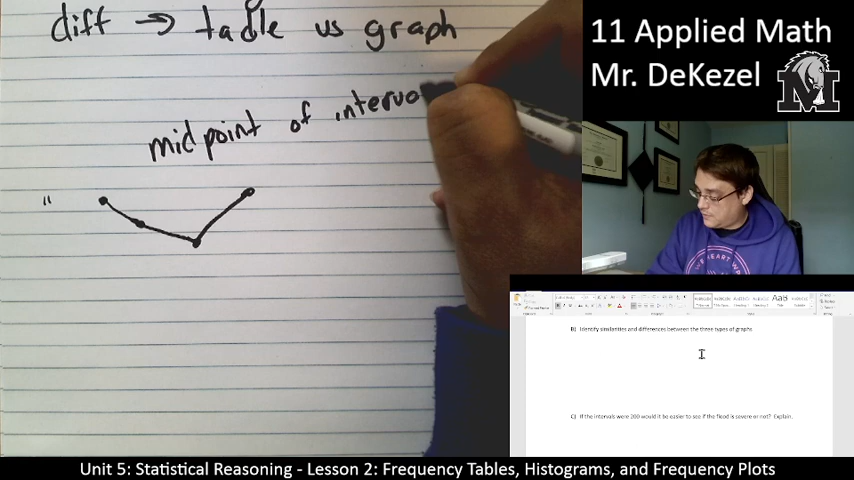 diff → table vs graph
midpoint of interva
"
11 Applied Math
Mr. DeKezel
M
WE HEART W
B) Identify similarities and differences between the three types of graphs.
C) If the intervals were 200 would it be easier to see if the flood is severe or not? Explain.
Unit 5: Statistical Reasoning - Lesson 2: Frequency Tables, Histograms, and Frequency Plots